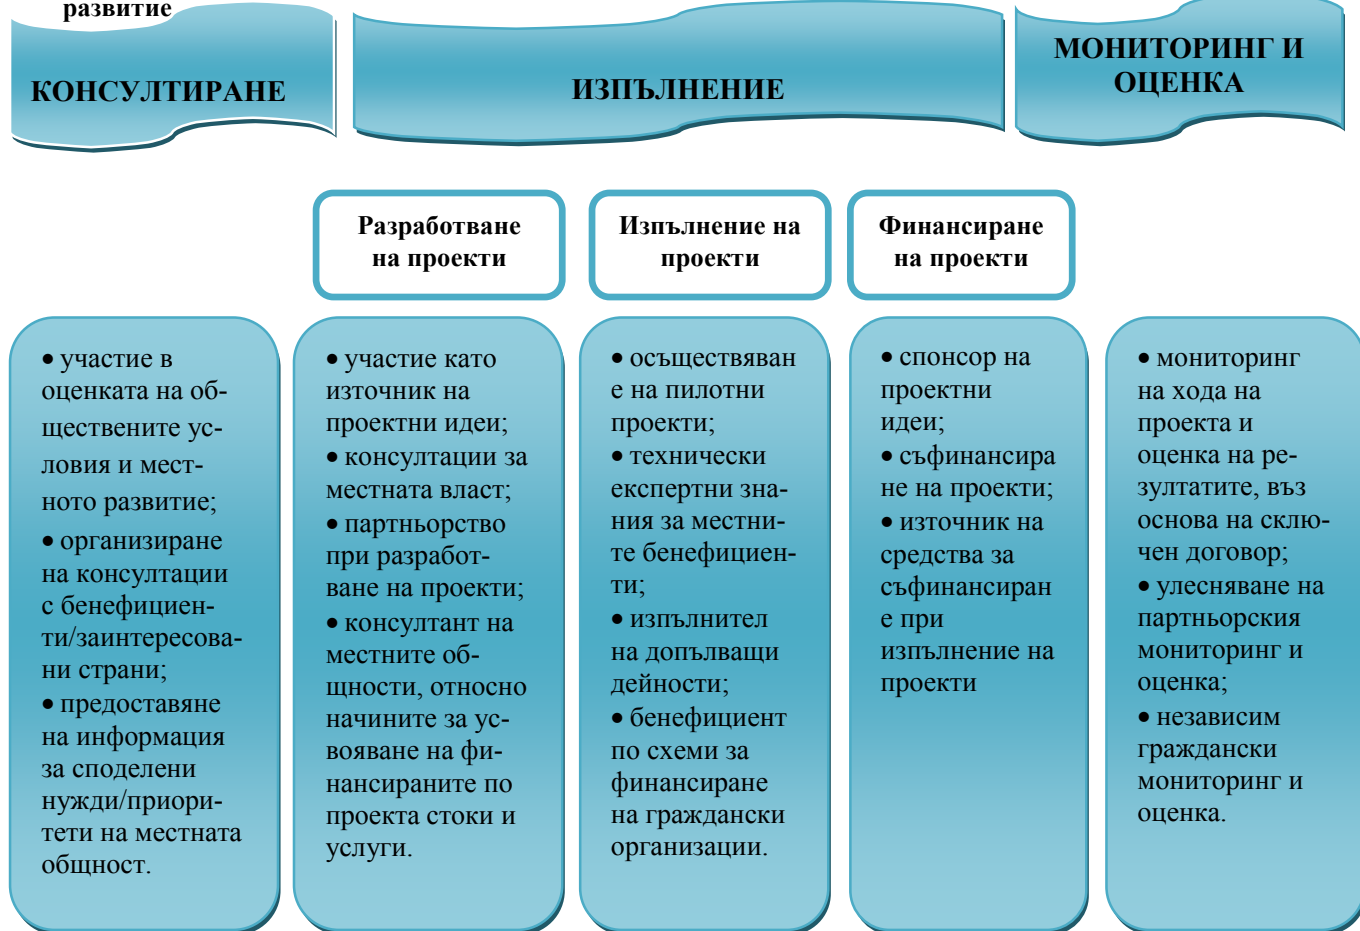 развитие
КОНСУЛТИРАНЕ
ИЗПЪЛНЕНИЕ
МОНИТОРИНГ И
ОЦЕНКА
Разработване
на проекти
Изпълнение на
проекти
Финансиране
на проекти
• участие в
оценката на об-
ществените ус-
ловия и мест-
ното развитие;
• организиране
на консултации
с бенефициен-
ти/заинтересова-
ни страни;
• предоставяне
на информация
за споделени
нужди/приори-
тети на местната
общност.
• участие като
източник на
проектни идеи;
• консултации за
местната власт;
• партньорство
при разработ-
ване на проекти;
• консултант на
местните об-
щности, относно
начините за ус-
вояване на фи-
нансираните по
проекта стоки и
услуги.
• осъществяван
е на пилотни
проекти;
• технически
експертни зна-
ния за местни-
те бенефициен-
ти;
• изпълнител
на допълващи
дейности;
• бенефициент
по схеми за
финансиране
на граждански
организации.
• спонсор на
проектни
идеи;
• съфинансира
не на проекти;
• източник на
средства за
съфинансиран
е при
изпълнение на
проекти
• мониторинг
на хода на
проекта и
оценка на ре-
зултатите, въз
основа на склю-
чен договор;
• улесняване на
партньорския
мониторинг и
оценка;
• независим
граждански
мониторинг и
оценка.